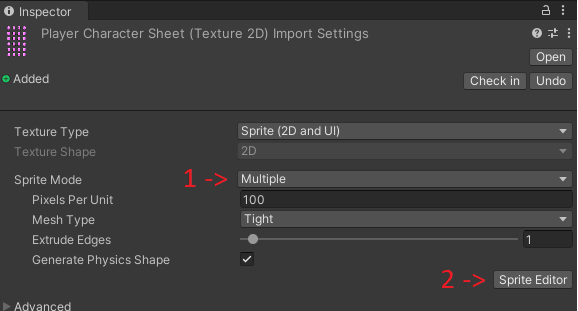 Inspector
Player Character Sheet (Texture 2D) Import Settings
Open
Added
Check in Undo
Texture Type Sprite (2D and UI)
Texture Shape 2D
Sprite Mode 1 -> Multiple
Pixels Per Unit 100
Mesh Type Tight
Extrude Edges 1
Generate Physics Shape
2 -> Sprite Editor
Advanced